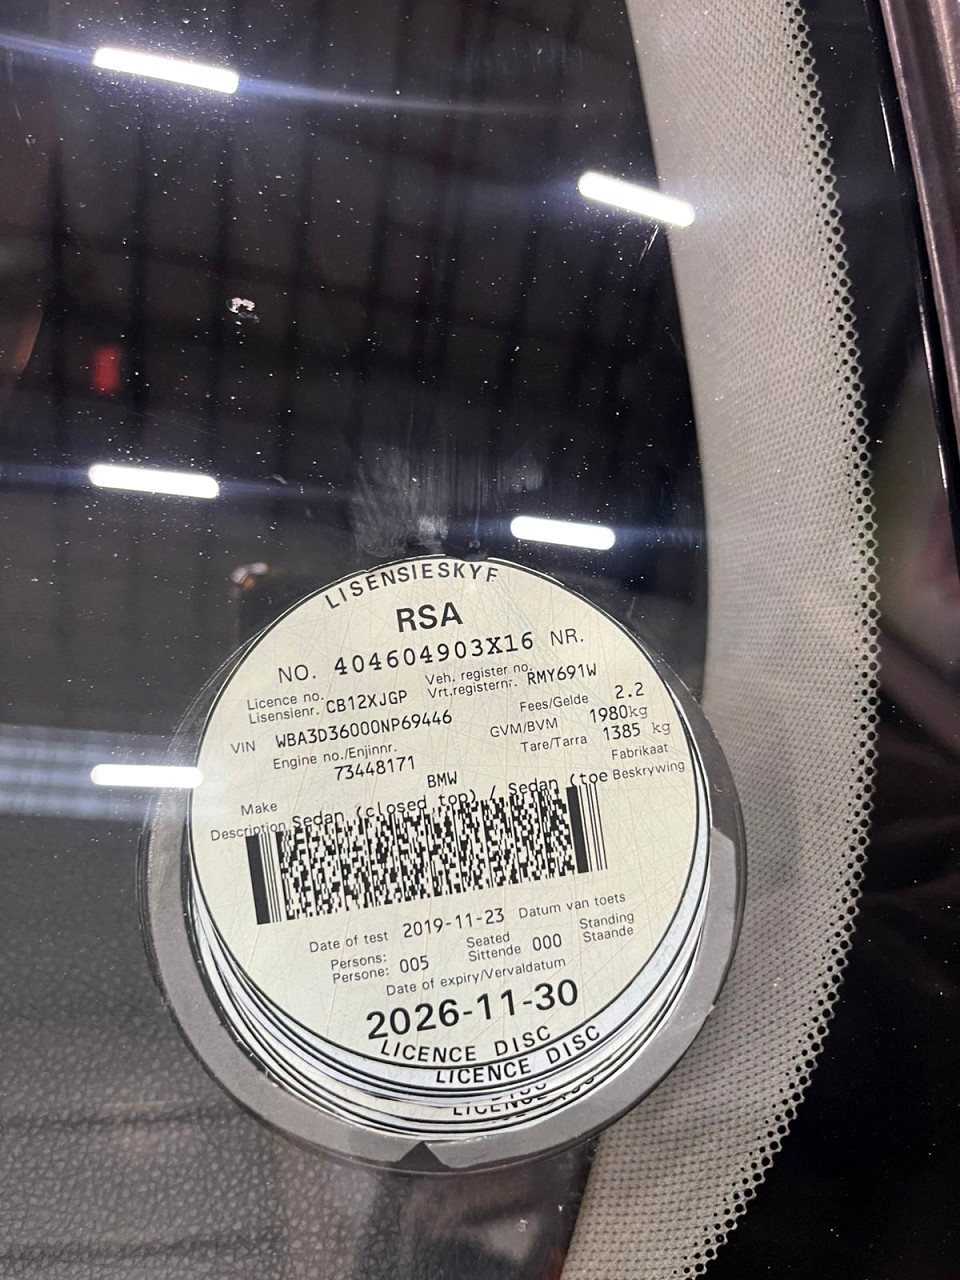 LISENSIESKYF
RSA
NO. 404604903X16 NR.
Licence no. Veh. register no.
Lisensienr. CB12XJGP Vrt.registernr. RMY691W
VIN WBA3D36000NP69446 Fees/Gelde 2.2
Engine no./Enjinnr. GVM/BVM 1980kg
73448171 Tare/Tarra 1385 kg
Make BMW Fabrikaat
Description Sedan (closed top) / Sedan (toe Beskrywing
Date of test 2019-11-23 Datum van toets
Persons: Seated Standing
Persone: 005 Sittende 000 Staande
Date of expiry/Vervaldatum
2026-11-30
LICENCE DISC
LICENCE DISC
LICENCE